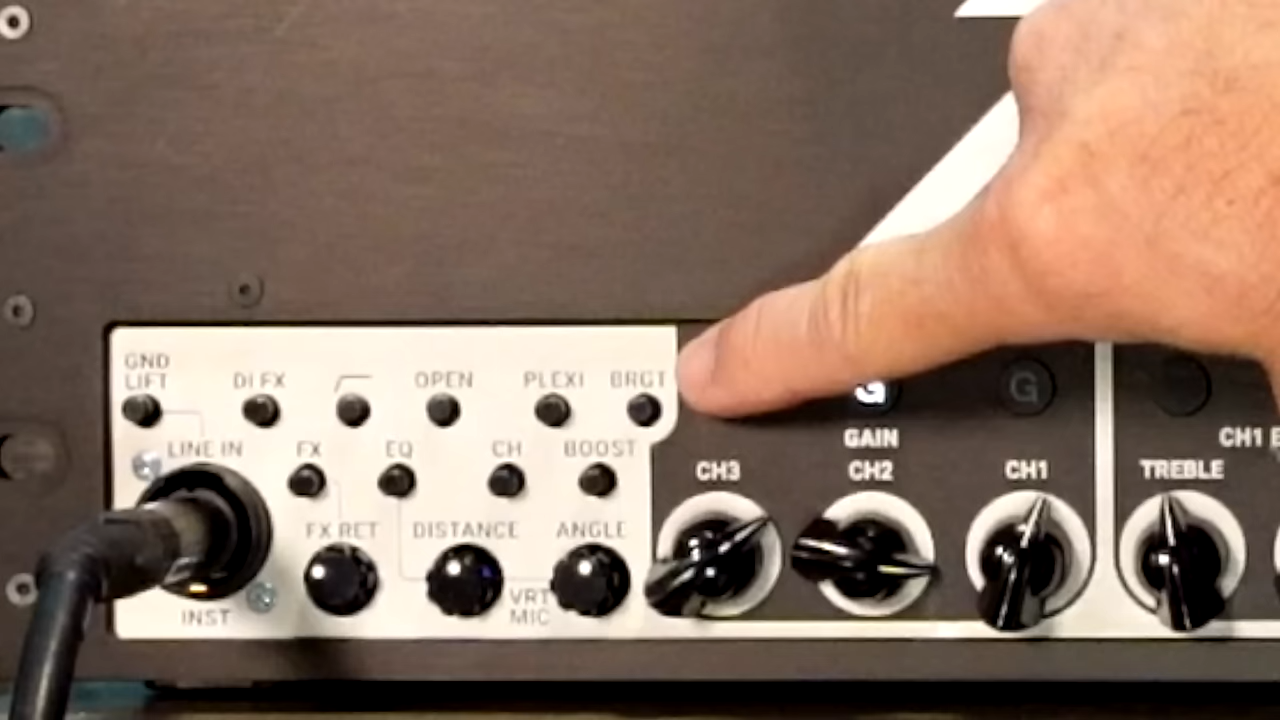 GND
LIFT
DI FX
OPEN
PLEXI
BRGT
G
G
LINE IN
FX
EQ
CH
BOOST
GAIN
CH1
CH3
CH2
CH1
TREBLE
FX RET
DISTANCE
ANGLE
INST
VRT
MIC